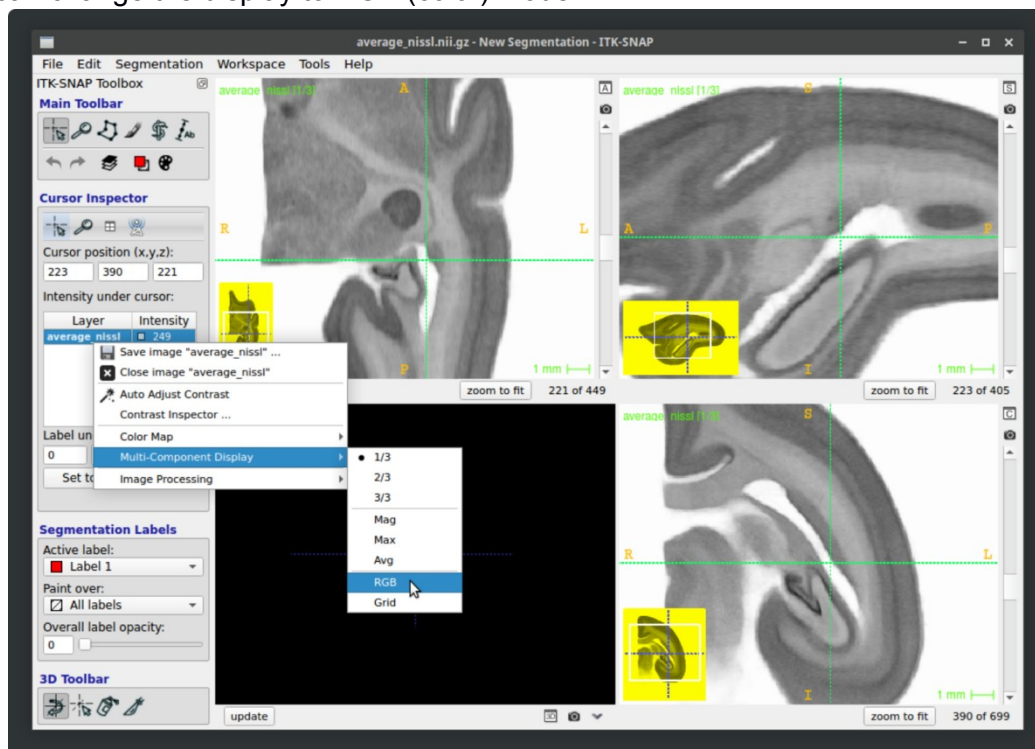 average_nissl.nii.gz - New Segmentation - ITK-SNAP
File Edit Segmentation Workspace Tools Help
ITK-SNAP Toolbox
Main Toolbar
Cursor Inspector
Cursor position (x,y,z):
223 390 221
Intensity under cursor:
Layer Intensity
average_nissl 249
Save image "average_nissl" ...
Close image "average_nissl"
Auto Adjust Contrast
Contrast Inspector ...
Color Map
Multi-Component Display
Image Processing
1/3
2/3
3/3
Mag
Max
Avg
RGB
Grid
Label un
0
Set to
Segmentation Labels
Active label:
Label 1
Paint over:
All labels
Overall label opacity:
0
3D Toolbar
average_nissl [1/3]
A
R
L
P
1 mm
A
zoom to fit 221 of 449
average_nissl [1/3]
S
A
P
I
1 mm
S
zoom to fit 223 of 405
update
3D
average_nissl [1/3]
S
R
L
I
1 mm
C
zoom to fit 390 of 699